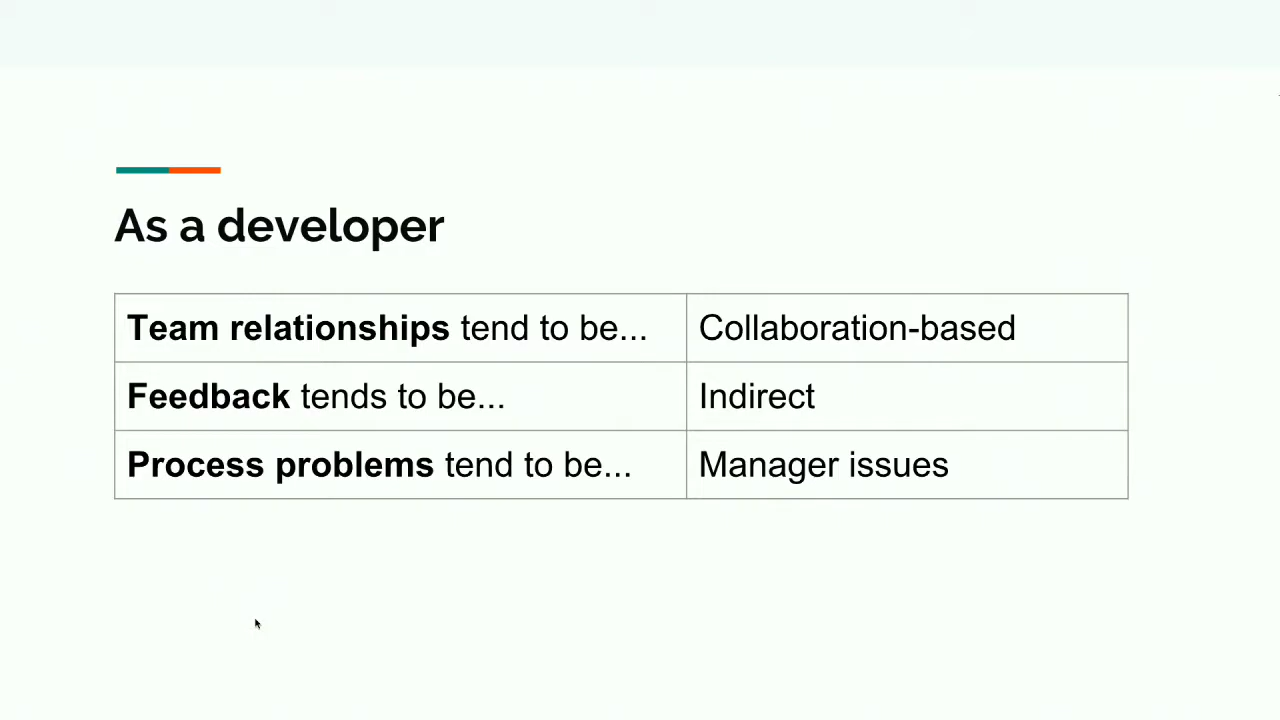 As a developer
Team relationships tend to be... Collaboration-based
Feedback tends to be... Indirect
Process problems tend to be... Manager issues